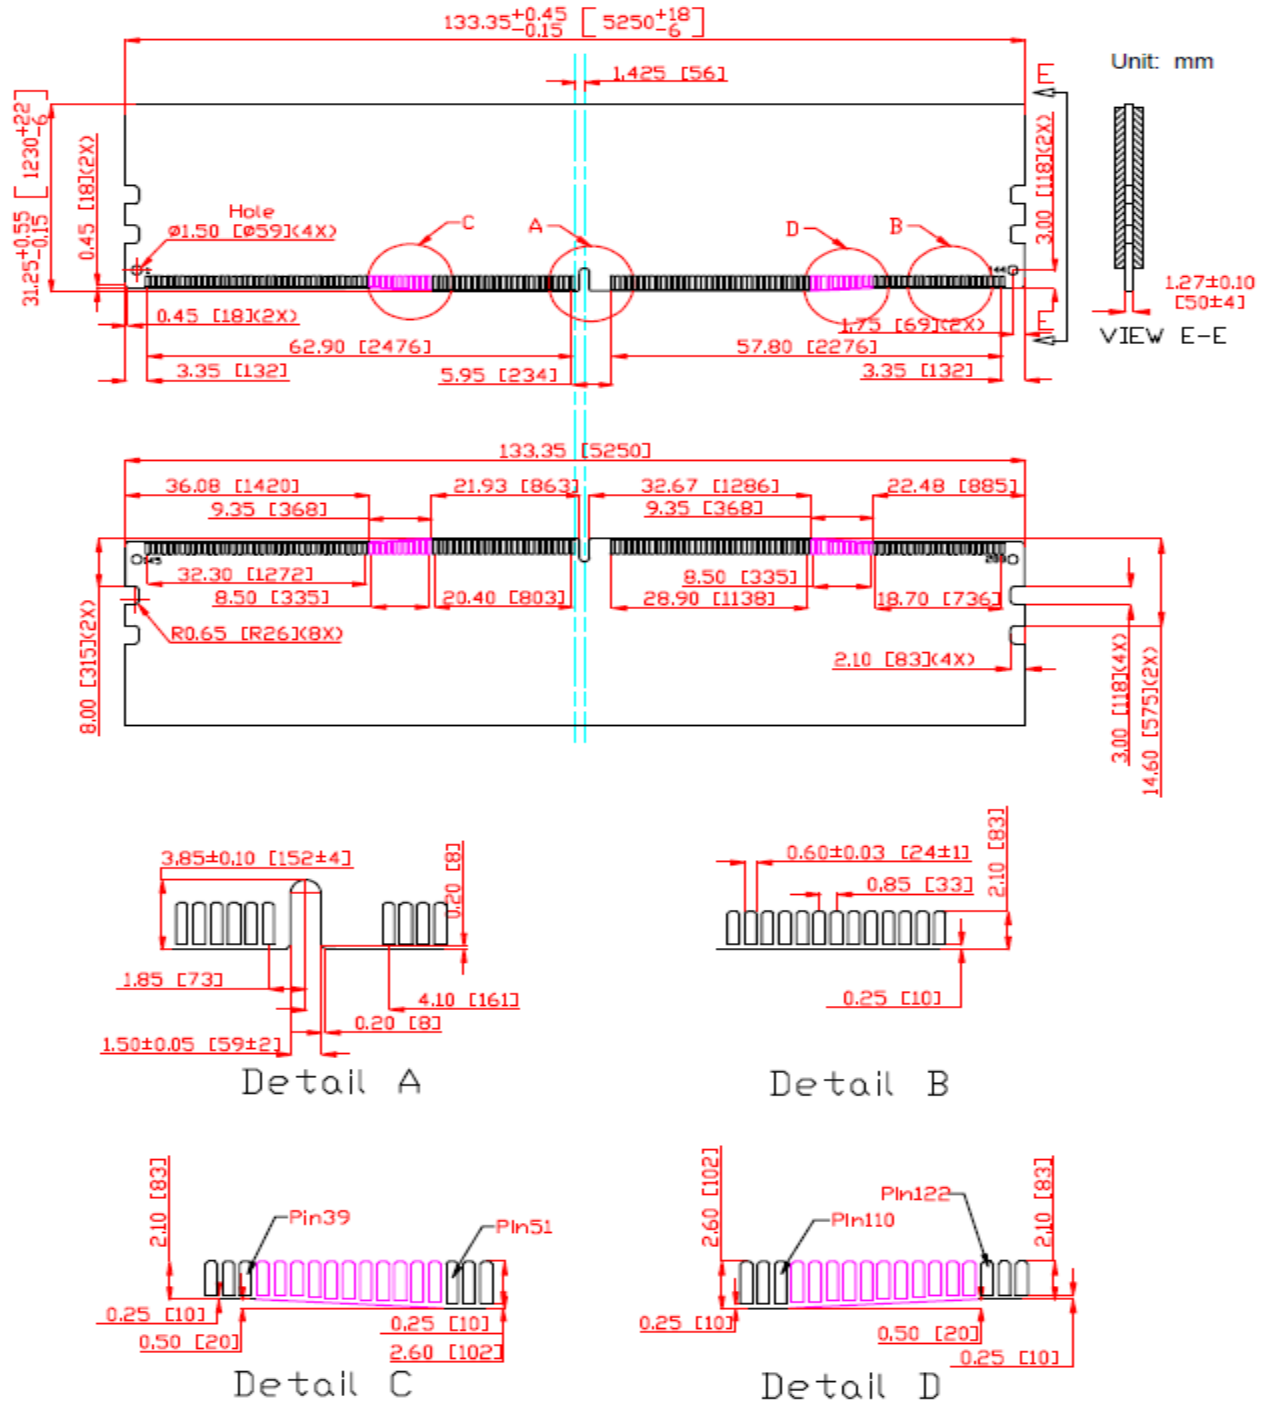 133.35+0.45-0.15 [ 5250+18-6 ]
1.425 [56]
Unit: mm
E
31.25+0.55-0.15 [ 1230+22-6 ]
0.45 [18](2X)
3.00 [118](2X)
Hole
Ø1.50 [Ø59](4X)
C
A
D
B
1
144
0.45 [18](2X)
1.75 [69](2X)
E
1.27±0.10
[50±4]
VIEW E-E
62.90 [2476]
57.80 [2276]
3.35 [132]
5.95 [234]
3.35 [132]
133.35 [5250]
36.08 [1420]
21.93 [863]
32.67 [1286]
22.48 [885]
9.35 [368]
9.35 [368]
145
288
32.30 [1272]
8.50 [335]
8.50 [335]
20.40 [803]
28.90 [1138]
18.70 [736]
R0.65 [R26](8X)
8.00 [315](2X)
2.10 [83](4X)
3.00 [118](4X)
14.60 [575](2X)
3.85±0.10 [152±4]
0.20 [8]
1.85 [73]
4.10 [161]
0.20 [8]
1.50±0.05 [59±2]
Detail A
0.60±0.03 [24±1]
2.10 [83]
0.85 [33]
0.25 [10]
Detail B
2.10 [83]
Pin39
Pin51
0.25 [10]
0.50 [20]
0.25 [10]
2.60 [102]
Detail C
2.60 [102]
Pin122
Pin110
2.10 [83]
0.25 [10]
0.50 [20]
0.25 [10]
Detail D